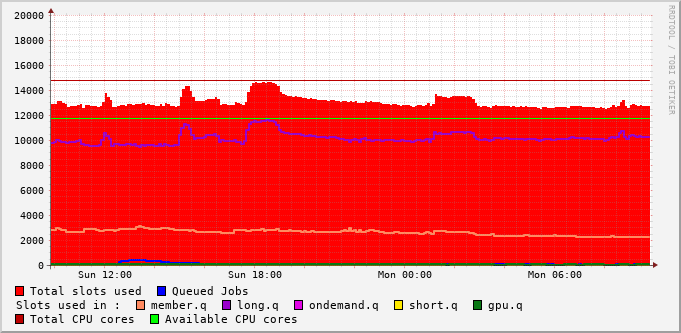 20000
18000
16000
14000
12000
10000
8000
6000
4000
2000
0
Sun 12:00 Sun 18:00 Mon 00:00 Mon 06:00
RRDTOOL / TOBI OETIKER
Total slots used Queued Jobs
Slots used in : member.q long.q ondemand.q short.q gpu.q
Total CPU cores Available CPU cores